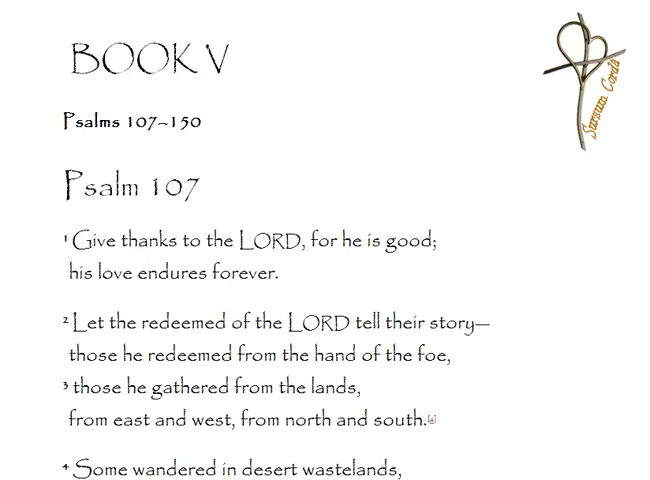 BOOK V
Sursum Corda
Psalms 107–150
Psalm 107
¹ Give thanks to the LORD, for he is good;
his love endures forever.
² Let the redeemed of the LORD tell their story—
those he redeemed from the hand of the foe,
³ those he gathered from the lands,
from east and west, from north and south.[a]
⁴ Some wandered in desert wastelands,